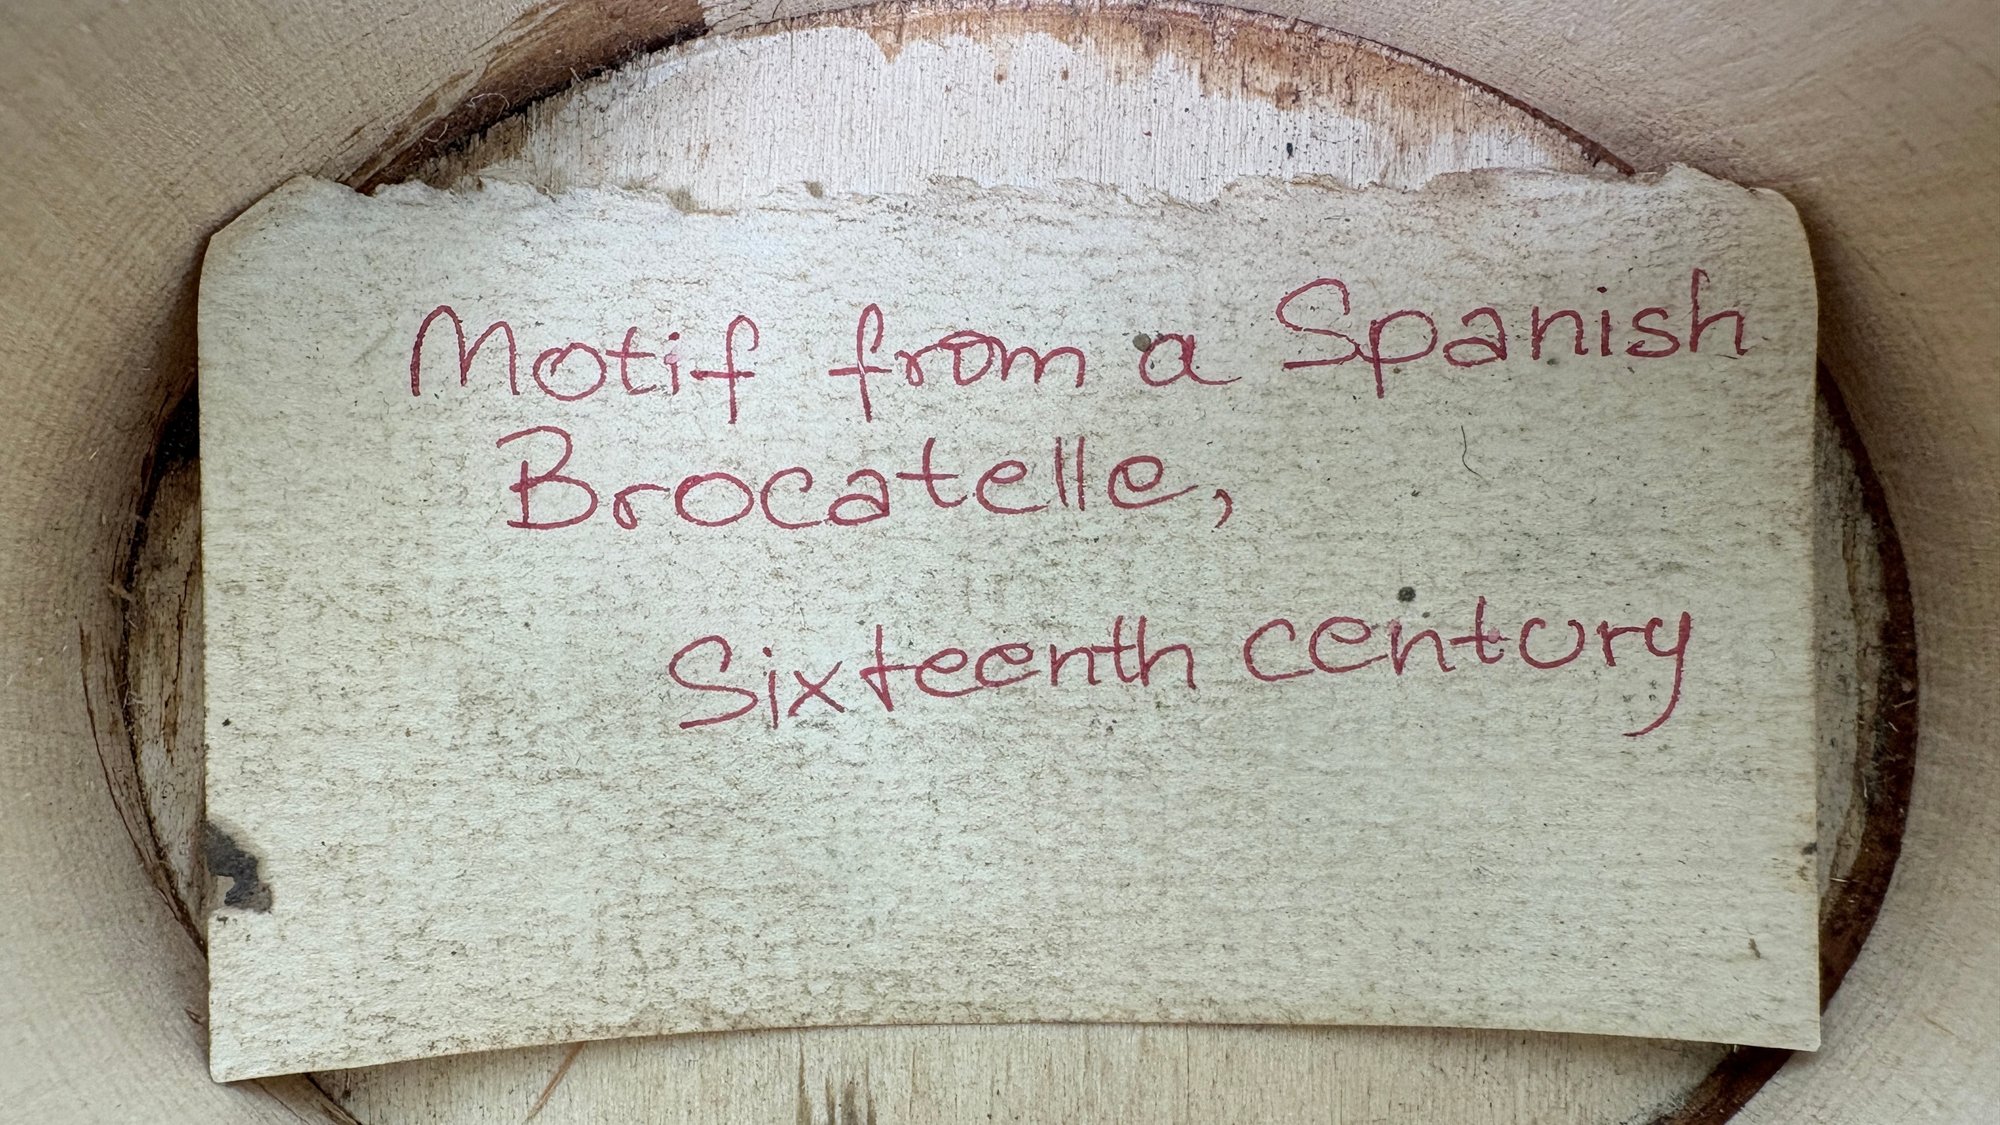 Motif from a Spanish
Brocatelle,
Sixteenth century